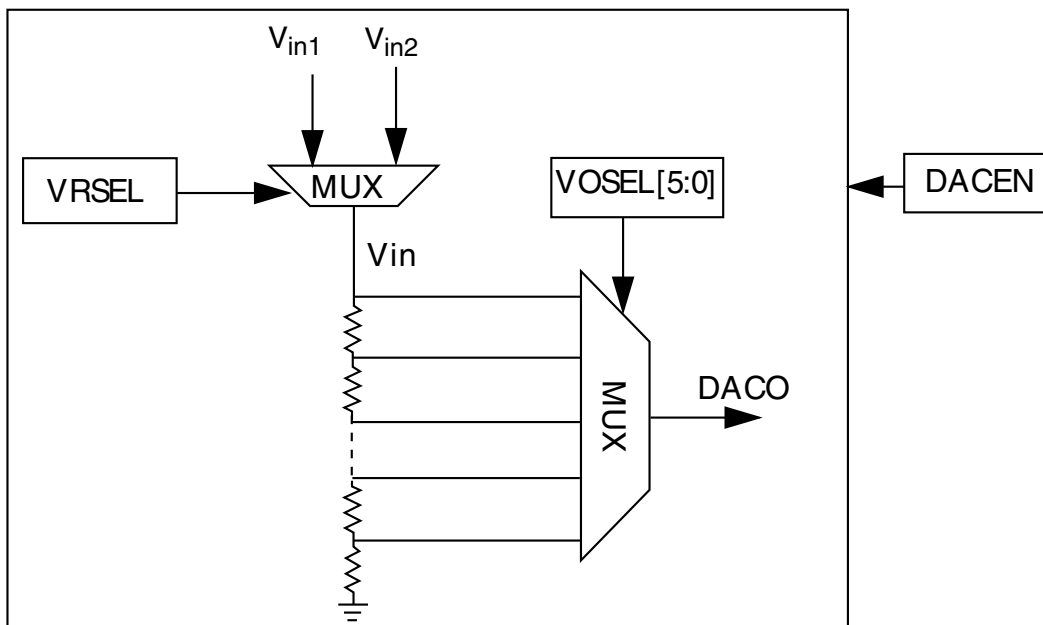 Vin1
Vin2
VRSEL
MUX
VOSEL[5:0]
DACEN
Vin
MUX
DACO